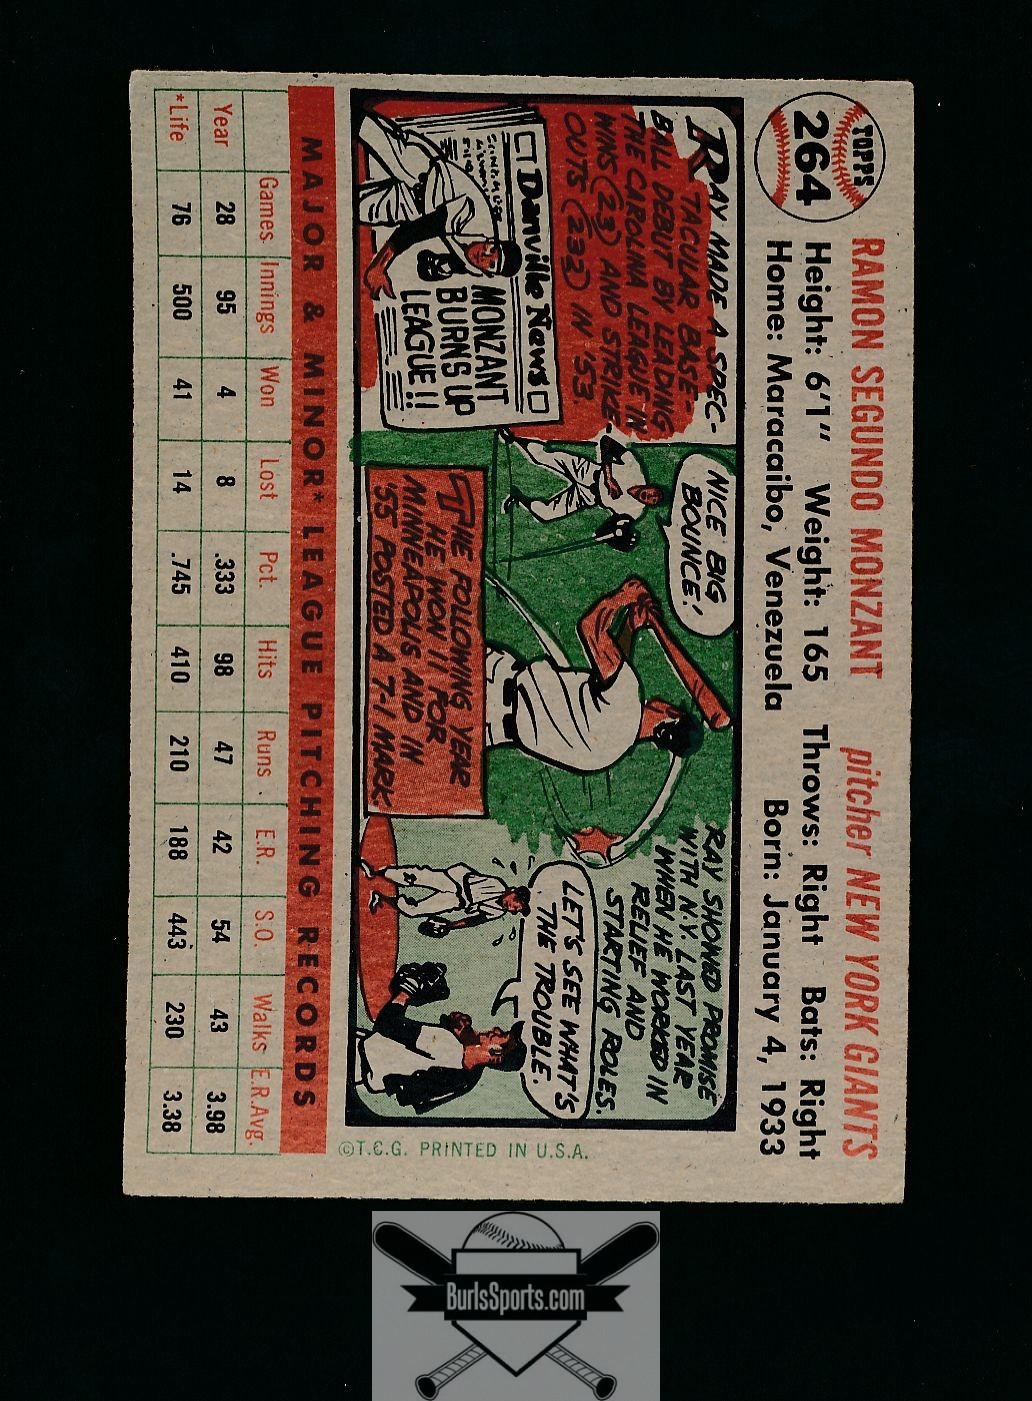 TOPPS
264
RAMON SEGUNDO MONZANT pitcher NEW YORK GIANTS
Height: 6'1" Weight: 165 Throws: Right Bats: Right
Home: Maracaibo, Venezuela Born: January 4, 1933
RAY MADE A SPEC-
TACULAR BASE-
BALL DEBUT BY LEADING
THE CAROLINA LEAGUE IN
WINS (23) AND STRIKE-
OUTS (232) IN '53
Danville News
MONZANT
BURNS UP
LEAGUE!!
NICE BIG
BOUNCE!
THE FOLLOWING YEAR
HE WON 11 FOR
MINNEAPOLIS AND IN
'55 POSTED A 7-1 MARK.
RAY SHOWED PROMISE
WITH N.Y. LAST YEAR
WHEN HE WORKED IN
RELIEF AND
STARTING ROLES.
LET'S SEE WHAT'S
THE TROUBLE.
©T.C.G. PRINTED IN U.S.A.
MAJOR & MINOR* LEAGUE PITCHING RECORDS
Games Innings Won Lost Pct. Hits Runs E.R. S.O. Walks E.R.Avg.
Year 28 95 4 8 .333 98 47 42 54 43 3.98
*Life 76 500 41 14 .745 410 210 188 443 230 3.38
BurlsSports.com